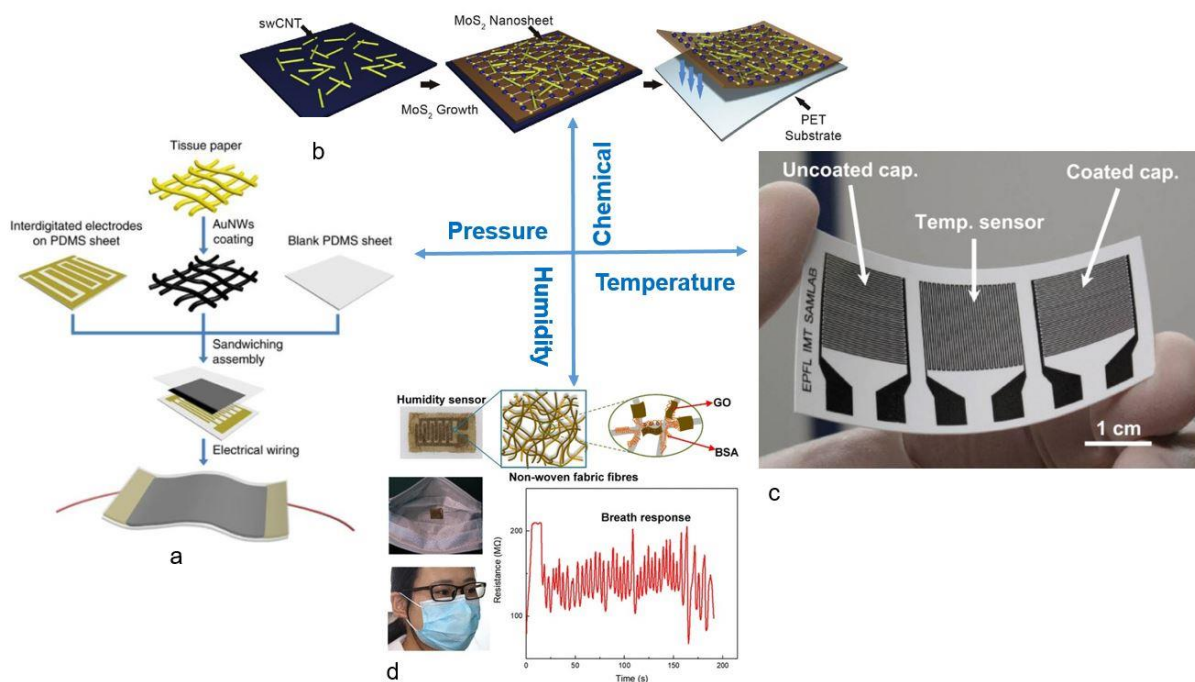 swCNT
MoS₂ Nanosheet
MoS₂ Growth
PET
Substrate
b
Tissue paper
Interdigitated electrodes
on PDMS sheet
AuNWs
coating
Blank PDMS sheet
Sandwiching
assembly
Electrical wiring
a
Chemical
Pressure
Humidity
Temperature
Uncoated cap.
Coated cap.
Temp. sensor
EPFL IMT SAMLAB
1 cm
c
Humidity sensor
GO
BSA
Non-woven fabric fibres
Breath response
Resistance (MΩ)
200
100
0
50
100
150
200
Time (s)
d